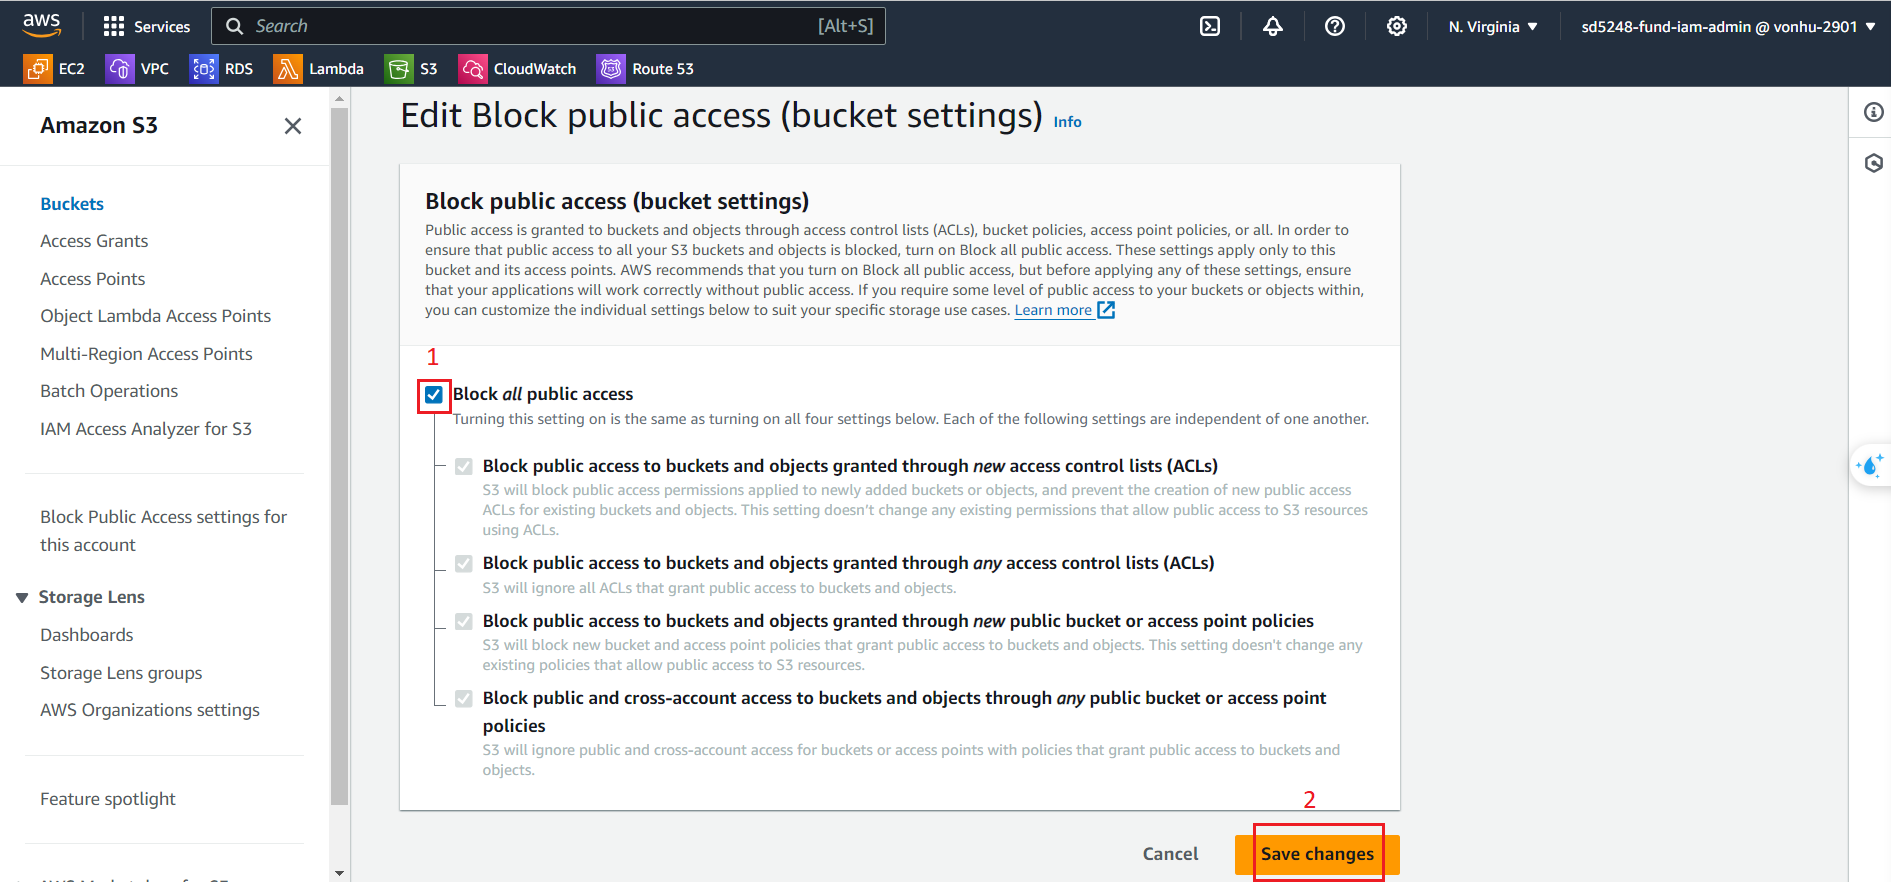 aws
Services
Search
[Alt+S]
N. Virginia
sd5248-fund-iam-admin @ vonhu-2901
EC2
VPC
RDS
Lambda
S3
CloudWatch
Route 53
Amazon S3
Buckets
Access Grants
Access Points
Object Lambda Access Points
Multi-Region Access Points
Batch Operations
IAM Access Analyzer for S3
Block Public Access settings for
this account
Storage Lens
Dashboards
Storage Lens groups
AWS Organizations settings
Feature spotlight
Edit Block public access (bucket settings) Info
Block public access (bucket settings)
Public access is granted to buckets and objects through access control lists (ACLs), bucket policies, access point policies, or all. In order to
ensure that public access to all your S3 buckets and objects is blocked, turn on Block all public access. These settings apply only to this
bucket and its access points. AWS recommends that you turn on Block all public access, but before applying any of these settings, ensure
that your applications will work correctly without public access. If you require some level of public access to your buckets or objects within,
you can customize the individual settings below to suit your specific storage use cases. Learn more
1
Block all public access
Turning this setting on is the same as turning on all four settings below. Each of the following settings are independent of one another.
Block public access to buckets and objects granted through new access control lists (ACLs)
S3 will block public access permissions applied to newly added buckets or objects, and prevent the creation of new public access
ACLs for existing buckets and objects. This setting doesn't change any existing permissions that allow public access to S3 resources
using ACLs.
Block public access to buckets and objects granted through any access control lists (ACLs)
S3 will ignore all ACLs that grant public access to buckets and objects.
Block public access to buckets and objects granted through new public bucket or access point policies
S3 will block new bucket and access point policies that grant public access to buckets and objects. This setting doesn't change any
existing policies that allow public access to S3 resources.
Block public and cross-account access to buckets and objects through any public bucket or access point
policies
S3 will ignore public and cross-account access for buckets or access points with policies that grant public access to buckets and
objects.
2
Cancel
Save changes